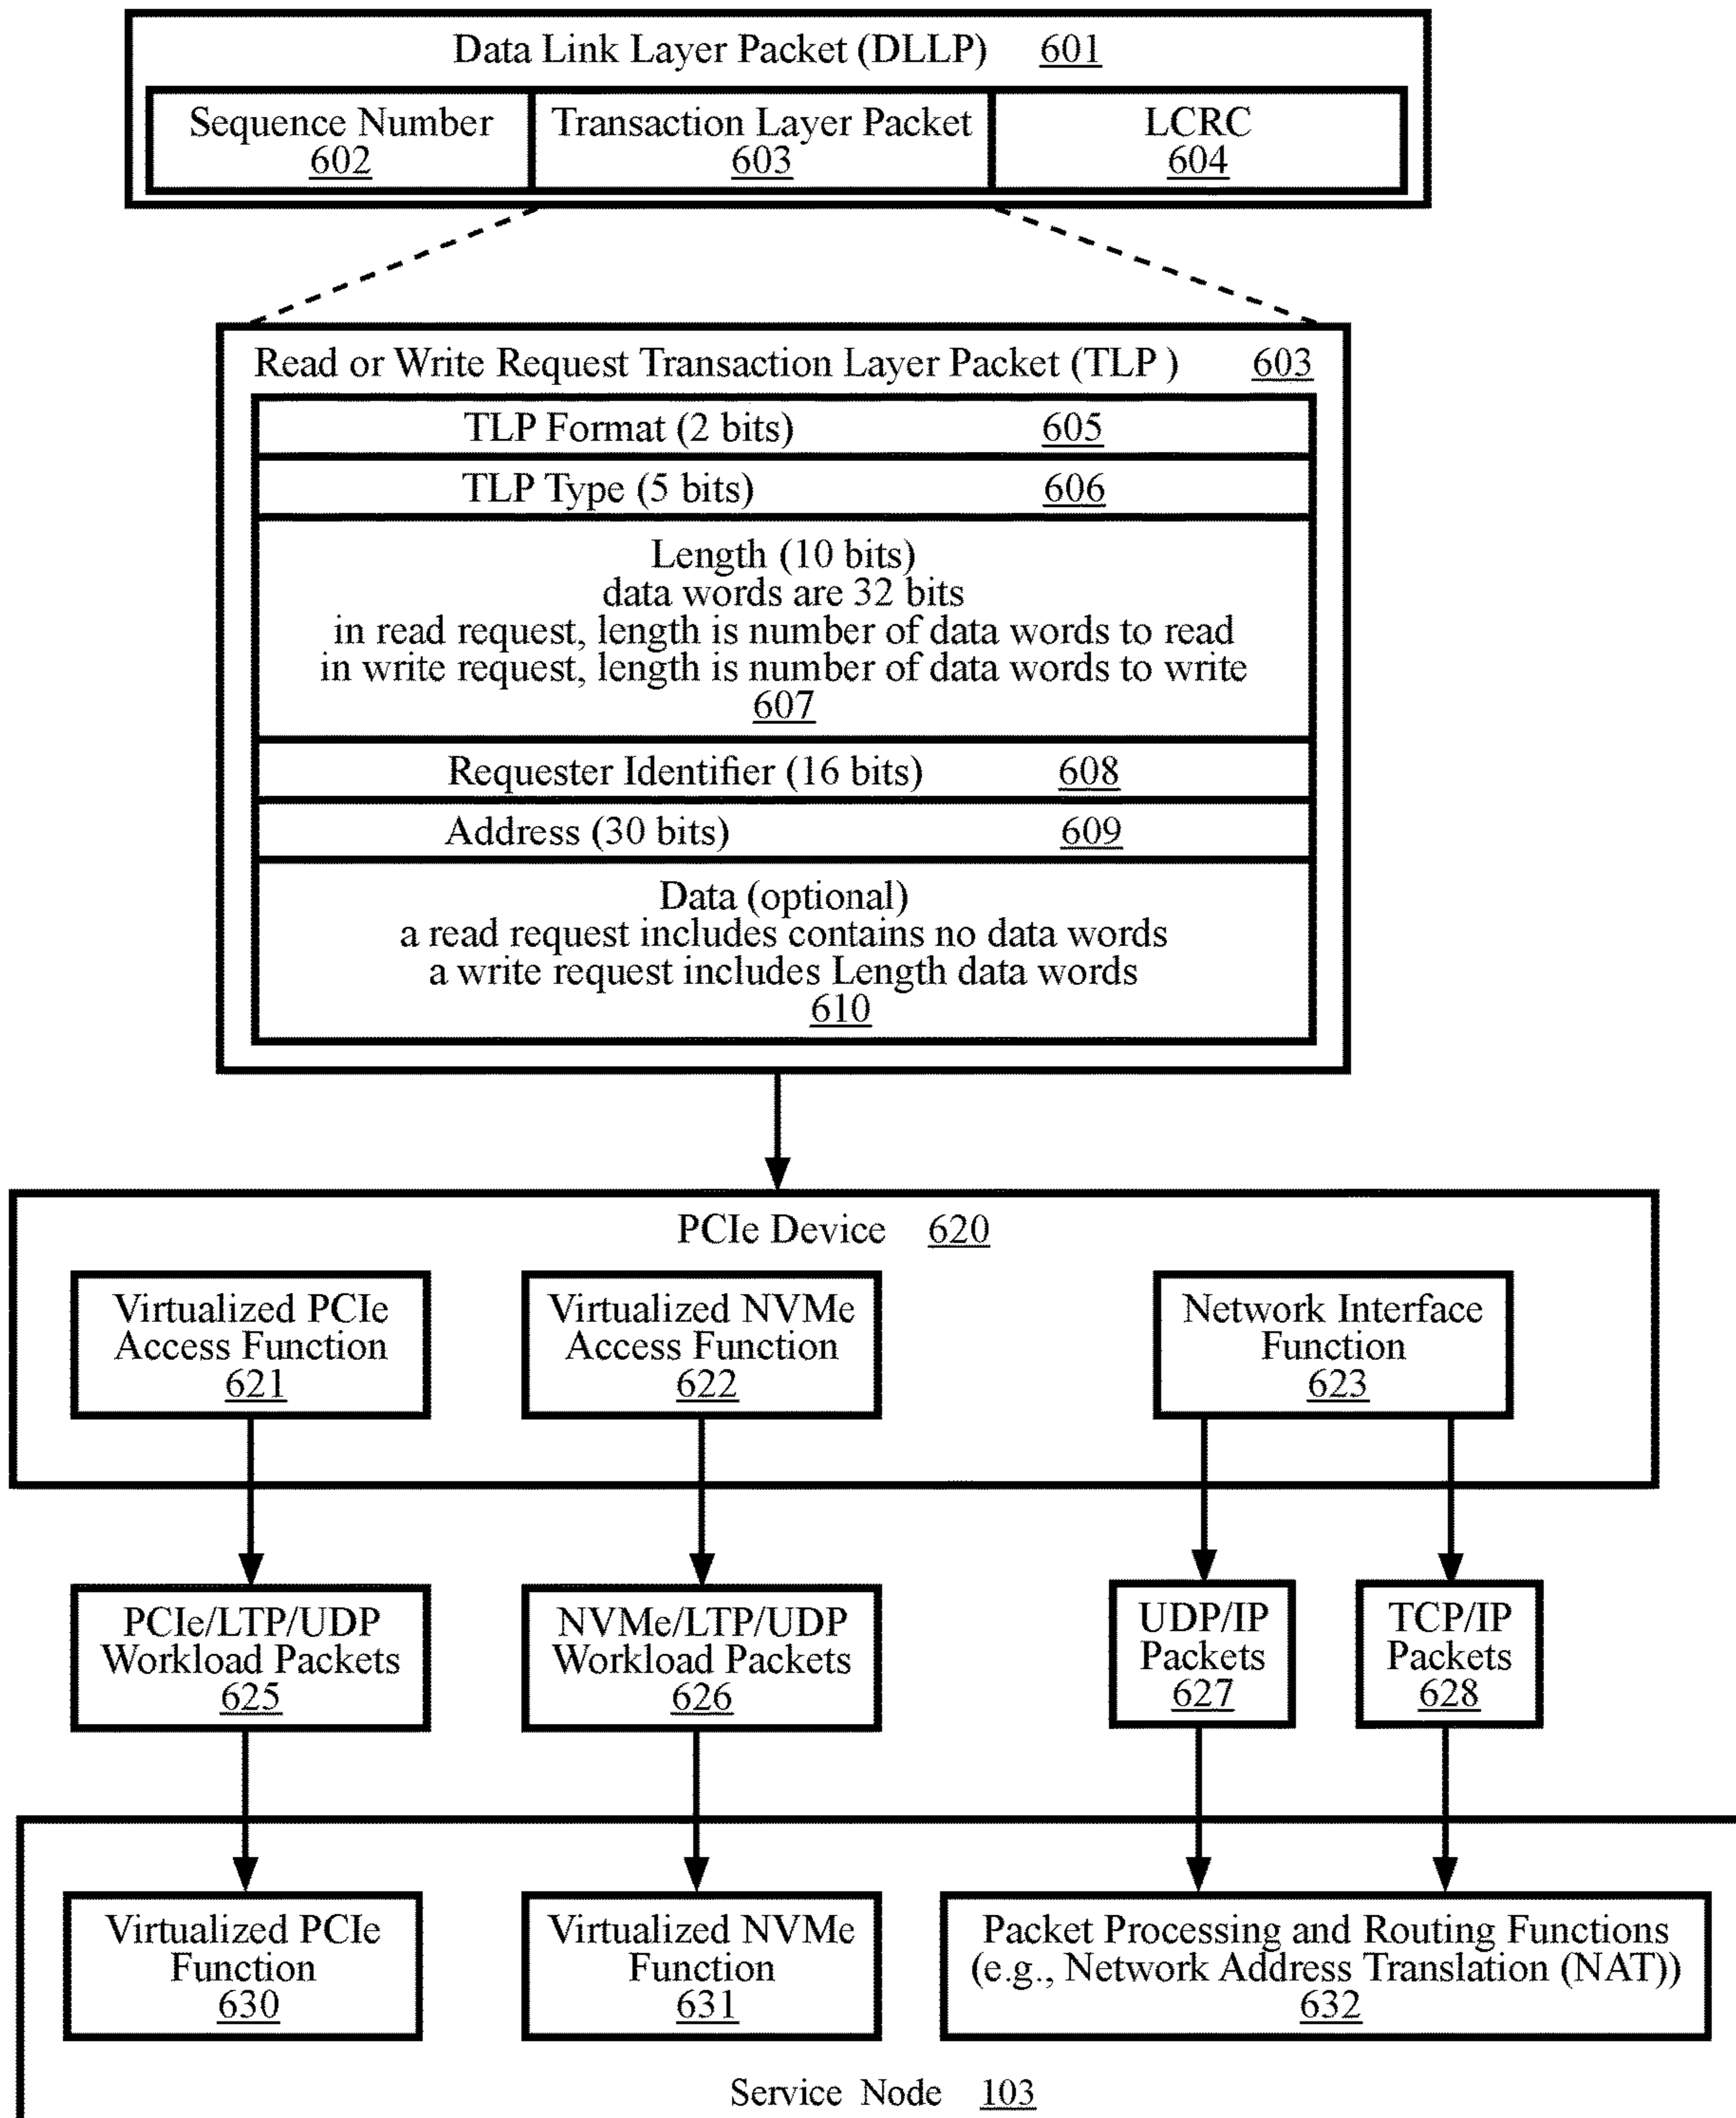 Data Link Layer Packet (DLLP) 601
Sequence Number
602
Transaction Layer Packet
603
LCRC
604
Read or Write Request Transaction Layer Packet (TLP ) 603
TLP Format (2 bits) 605
TLP Type (5 bits) 606
Length (10 bits)
data words are 32 bits
in read request, length is number of data words to read
in write request, length is number of data words to write
607
Requester Identifier (16 bits) 608
Address (30 bits) 609
Data (optional)
a read request includes contains no data words
a write request includes Length data words
610
PCIe Device 620
Virtualized PCIe
Access Function
621
Virtualized NVMe
Access Function
622
Network Interface
Function
623
PCIe/LTP/UDP
Workload Packets
625
NVMe/LTP/UDP
Workload Packets
626
UDP/IP
Packets
627
TCP/IP
Packets
628
Virtualized PCIe
Function
630
Virtualized NVMe
Function
631
Packet Processing and Routing Functions
(e.g., Network Address Translation (NAT))
632
Service Node 103